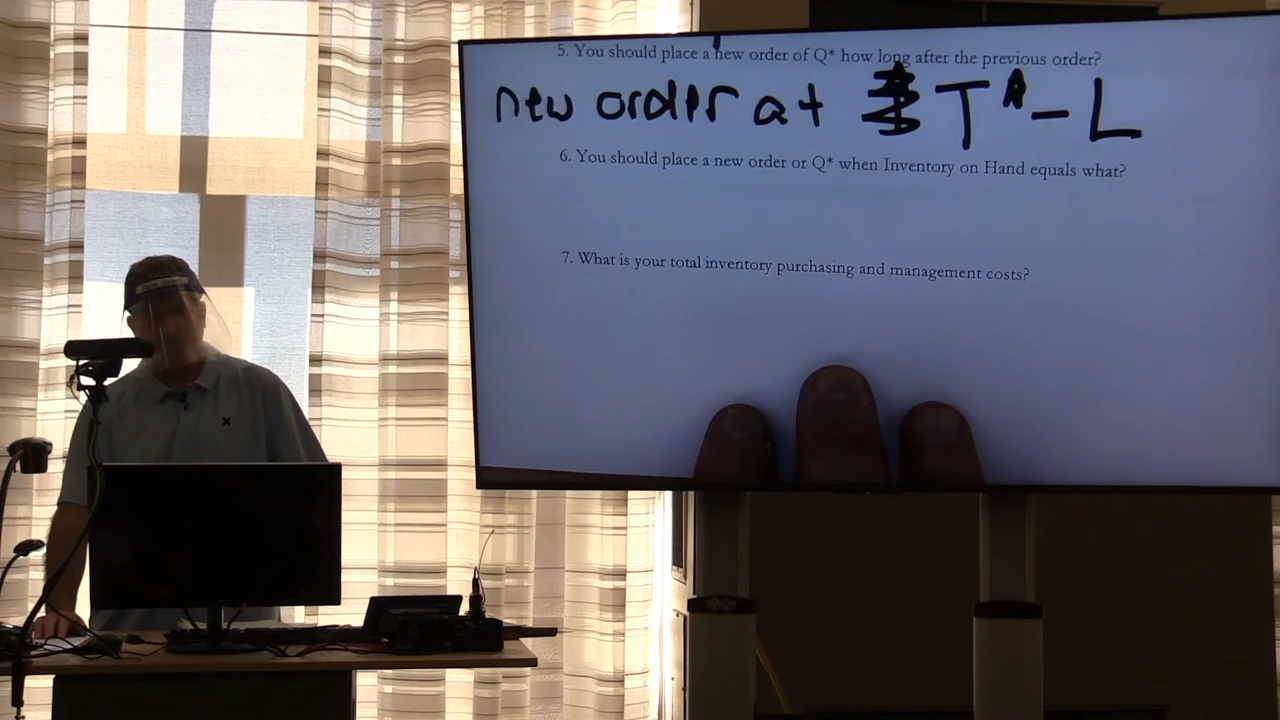 5. You should place a new order of Q* how long after the previous order?
new order at T* - L
6. You should place a new order or Q* when Inventory on Hand equals what?
7. What is your total inventory purchasing and management costs?